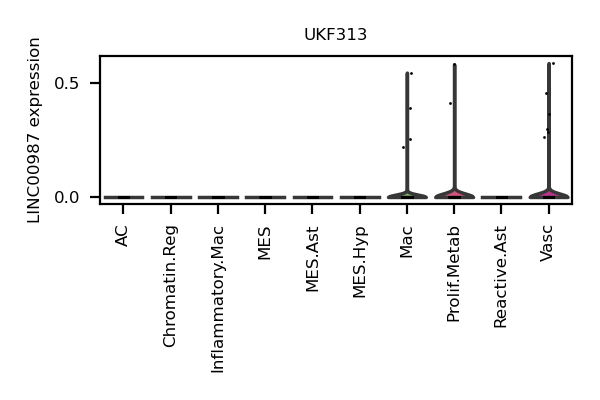 UKF313
LINC00987 expression
0.5
0.0
AC
Chromatin.Reg
Inflammatory.Mac
MES
MES.Ast
MES.Hyp
Mac
Prolif.Metab
Reactive.Ast
Vasc